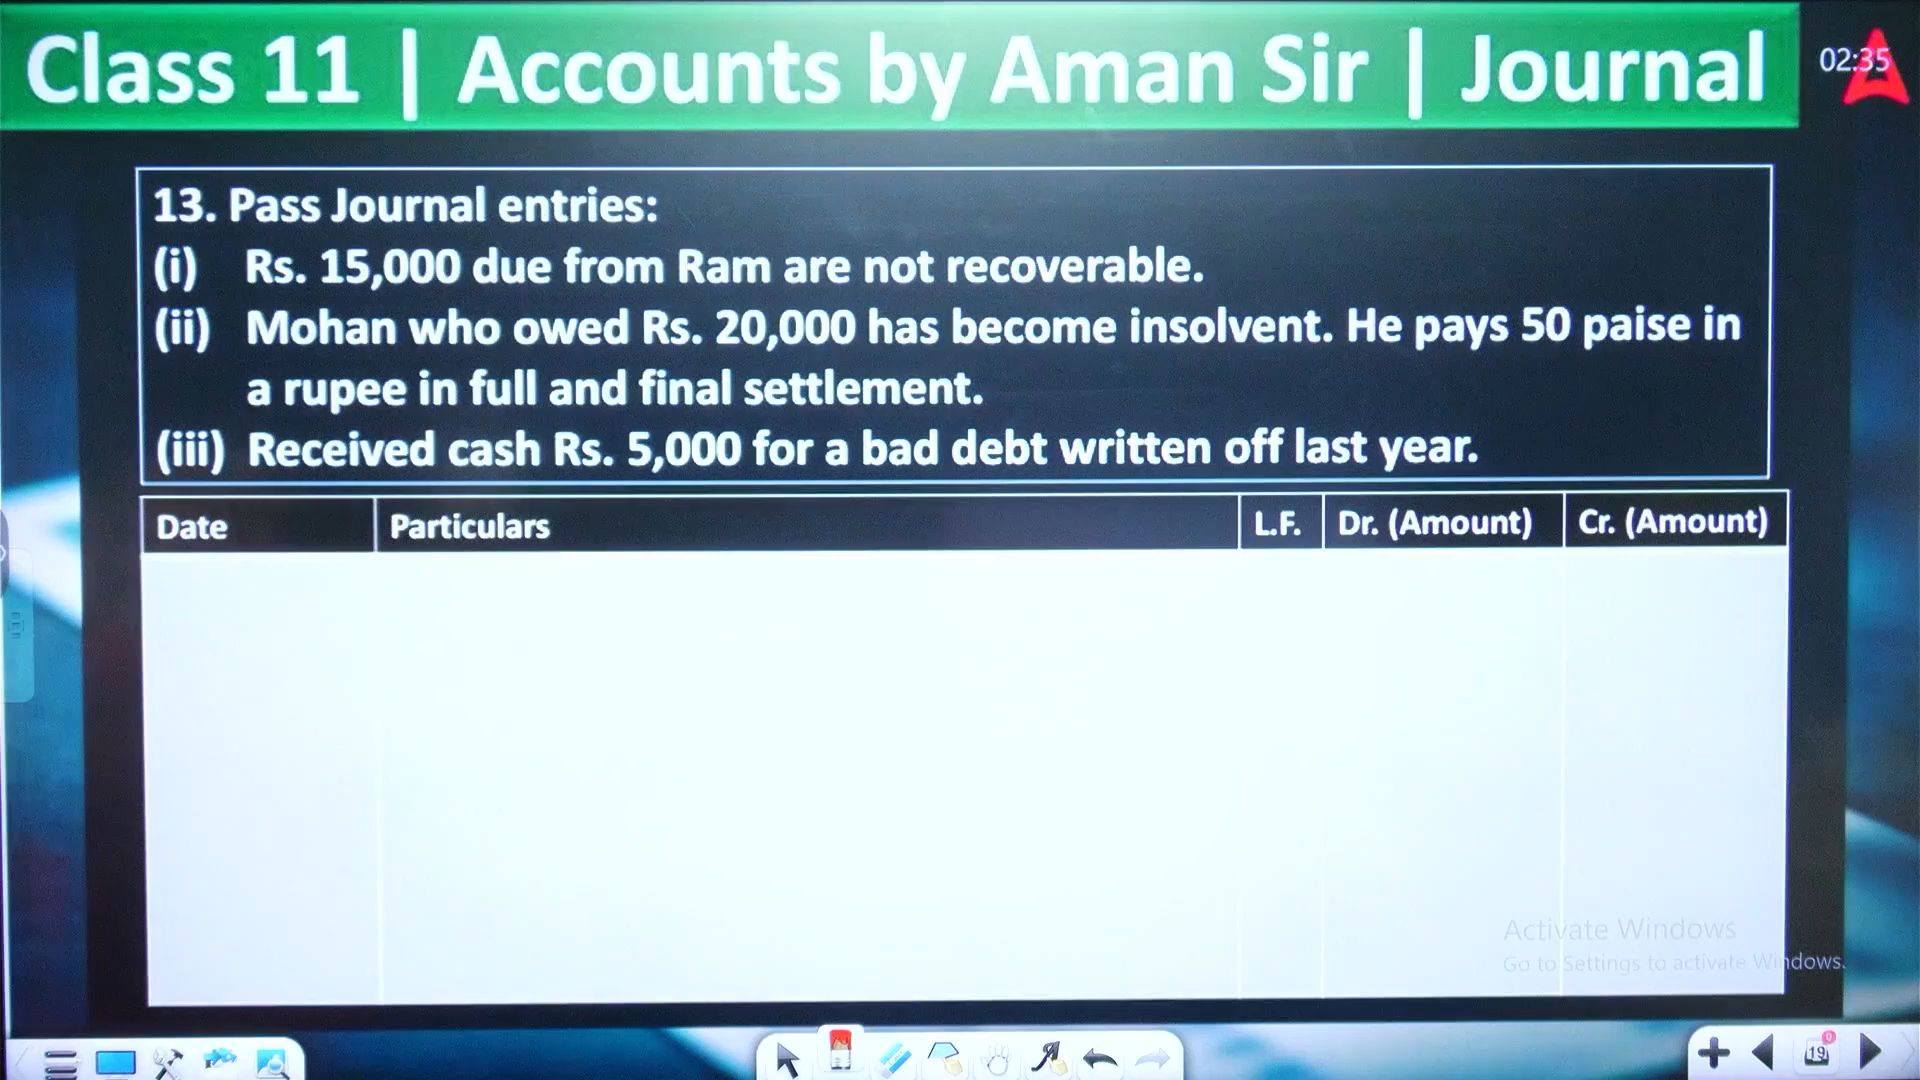 Class 11 | Accounts by Aman Sir | Journal
02:35
13. Pass Journal entries:
(i) Rs. 15,000 due from Ram are not recoverable.
(ii) Mohan who owed Rs. 20,000 has become insolvent. He pays 50 paise in
a rupee in full and final settlement.
(iii) Received cash Rs. 5,000 for a bad debt written off last year.
Date Particulars L.F. Dr. (Amount) Cr. (Amount)
Activate Windows
Go to Settings to activate Windows.
19
0